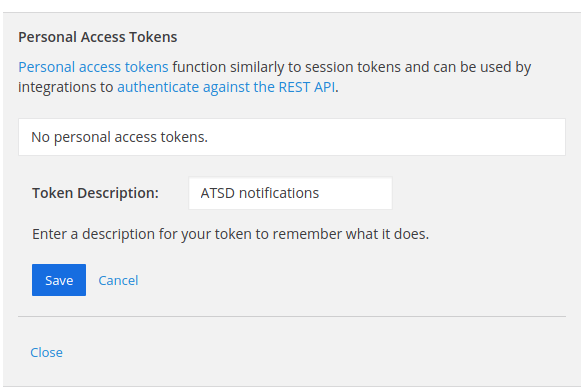 Personal Access Tokens
Personal access tokens function similarly to session tokens and can be used by
integrations to authenticate against the REST API.
No personal access tokens.
Token Description: ATSD notifications
Enter a description for your token to remember what it does.
Save Cancel
Close